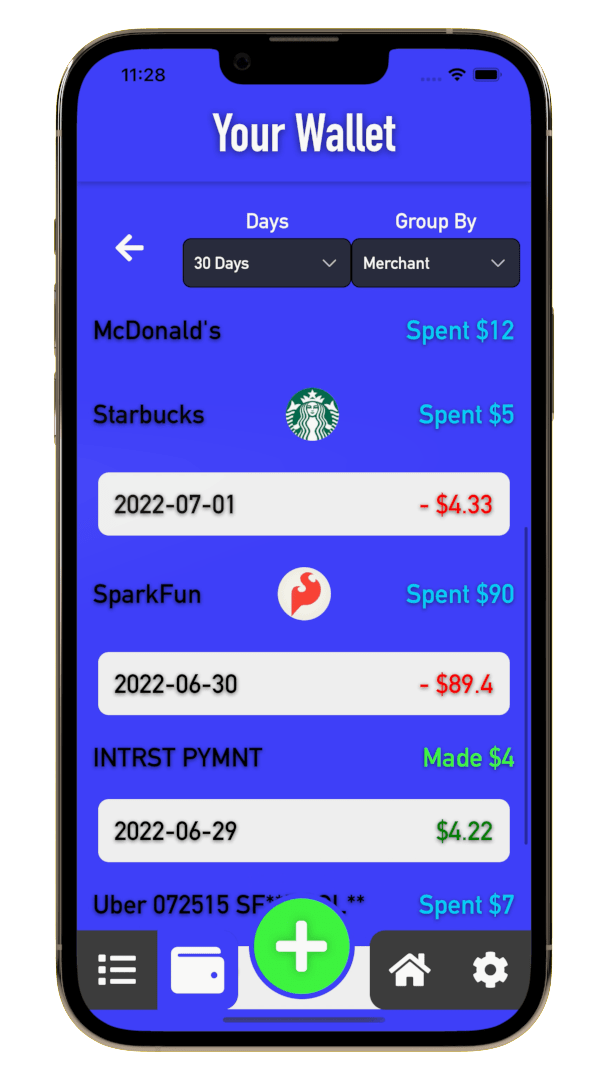 11:28
Your Wallet
Days Group By
30 Days Merchant
McDonald's Spent $12
Starbucks Spent $5
2022-07-01 - $4.33
SparkFun Spent $90
2022-06-30 - $89.4
INTRST PYMNT Made $4
2022-06-29 $4.22
Uber 072515 Spent $7